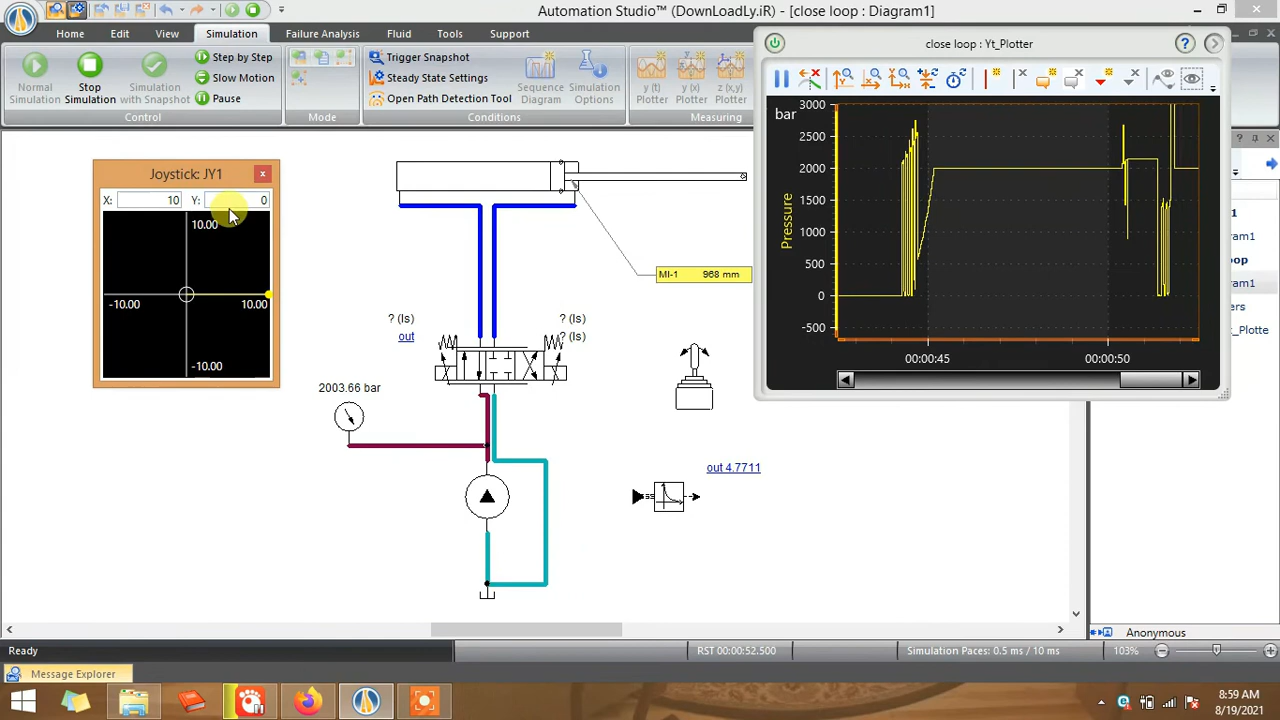 Automation Studio™ (DownLoadLy.iR) - [close loop : Diagram1]
Home Edit View Simulation Failure Analysis Fluid Tools Support
Normal Simulation
Stop Simulation
Simulation with Snapshot
Step by Step
Slow Motion
Pause
Control
Mode
Trigger Snapshot
Steady State Settings
Open Path Detection Tool
Conditions
Sequence Diagram
Simulation Options
y (t) Plotter
y (x) Plotter
z (x,y) Plotter
Measuring
close loop : Yt_Plotter
bar
Pressure
3000
2500
2000
1500
1000
500
0
-500
00:00:45 00:00:50
Joystick: JY1
X: 10 Y: 0
10.00
-10.00 10.00
-10.00
MI-1 968 mm
? (ls) ? (ls)
out ? (ls)
2003.66 bar
out 4.7711
1
ram1
oop
ram1
ers
_Plotte
Anonymous
Ready
RST 00:00:52.500
Simulation Paces: 0.5 ms / 10 ms
103%
Message Explorer
8:59 AM
8/19/2021